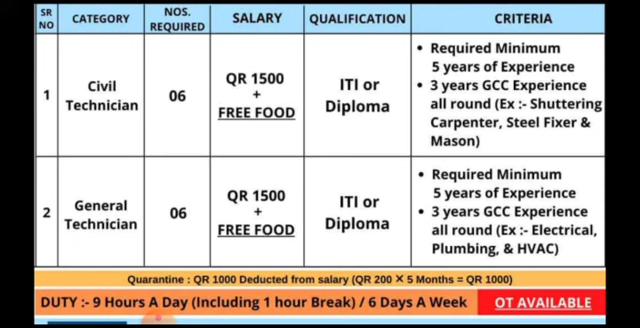 SR NO CATEGORY NOS. REQUIRED SALARY QUALIFICATION CRITERIA
1
Civil
Technician
06
QR 1500
+
FREE FOOD
ITI or
Diploma
• Required Minimum
5 years of Experience
• 3 years GCC Experience
all round (Ex :- Shuttering
Carpenter, Steel Fixer &
Mason)
2
General
Technician
06
QR 1500
+
FREE FOOD
ITI or
Diploma
• Required Minimum
5 years of Experience
• 3 years GCC Experience
all round (Ex :- Electrical,
Plumbing, & HVAC)
Quarantine : QR 1000 Deducted from salary (QR 200 X 5 Months = QR 1000)
DUTY :- 9 Hours A Day (Including 1 hour Break) / 6 Days A Week OT AVAILABLE